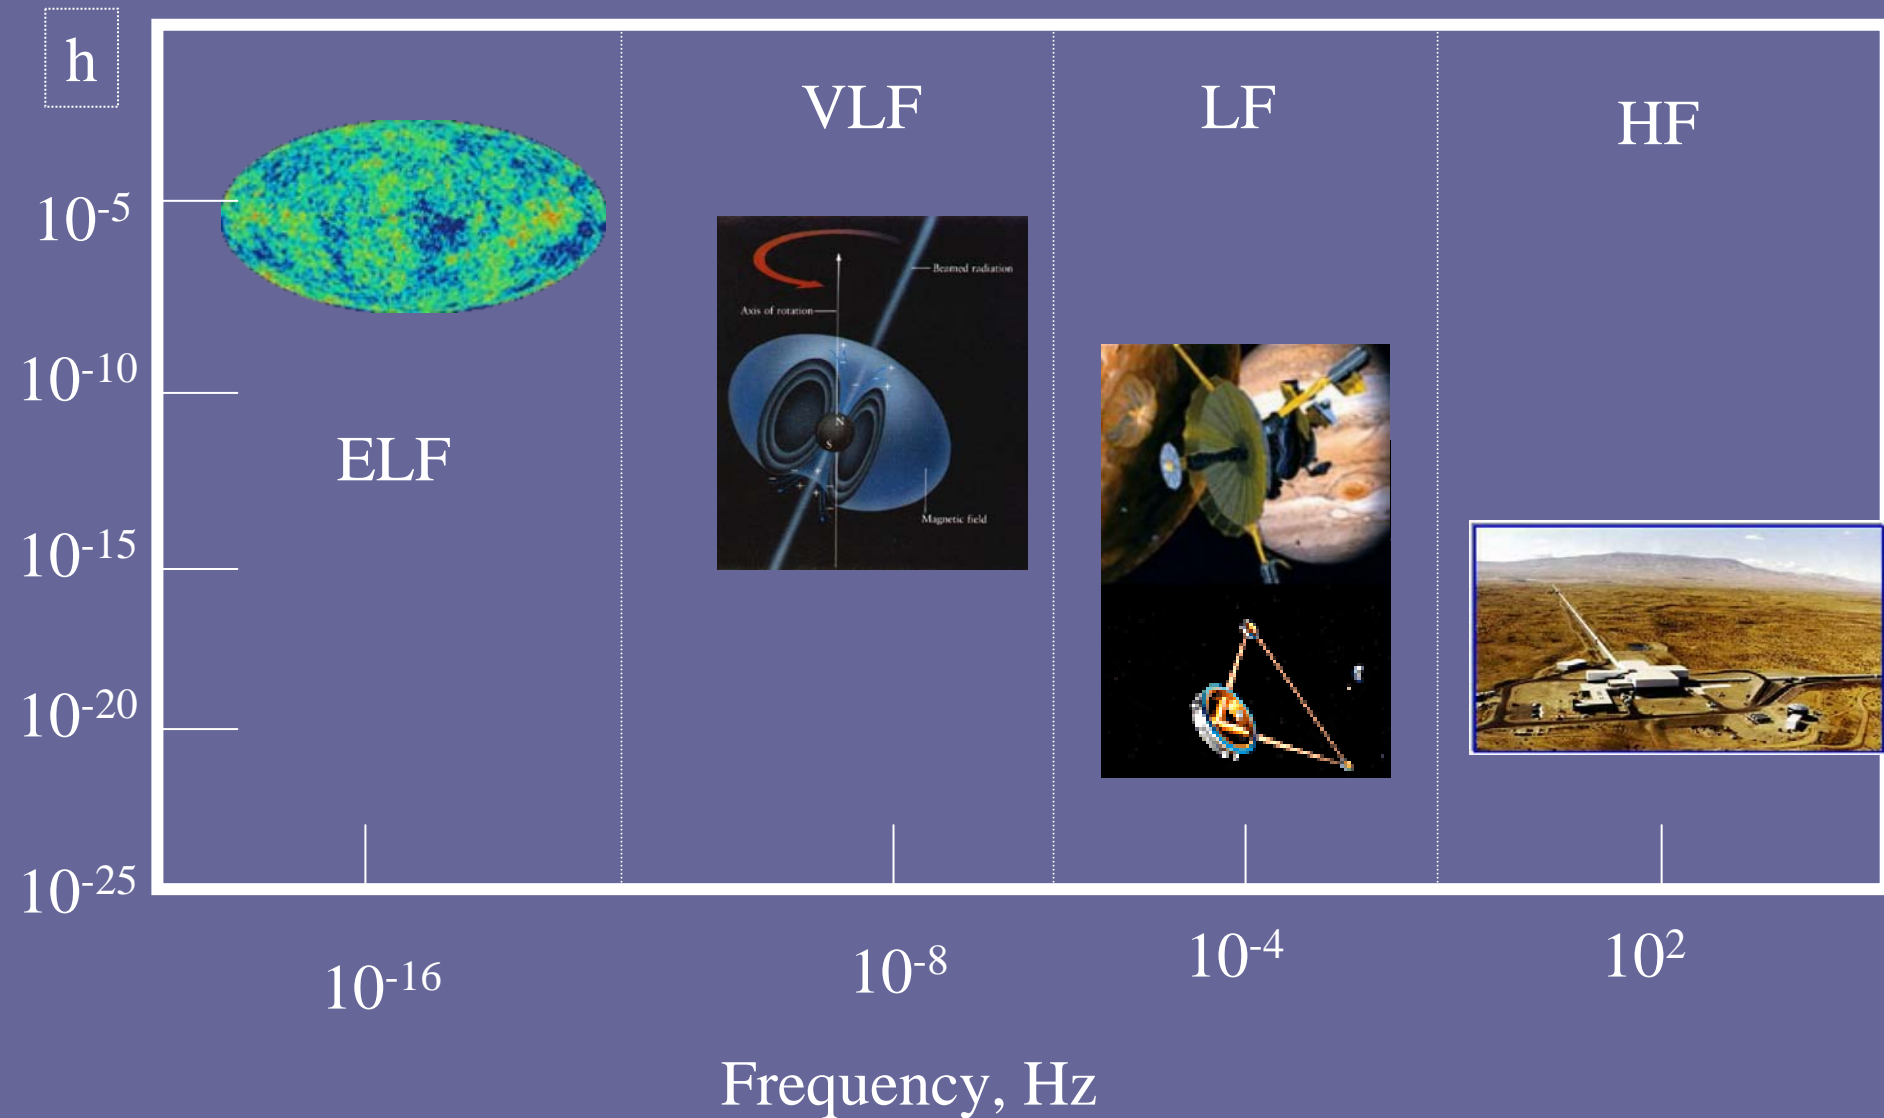 h
VLF
LF
HF
10⁻⁵
Beamed radiation
Axis of rotation
10⁻¹⁰
N
S
ELF
Magnetic field
10⁻¹⁵
10⁻²⁰
10⁻²⁵
10⁻¹⁶
10⁻⁸
10⁻⁴
10²
Frequency, Hz